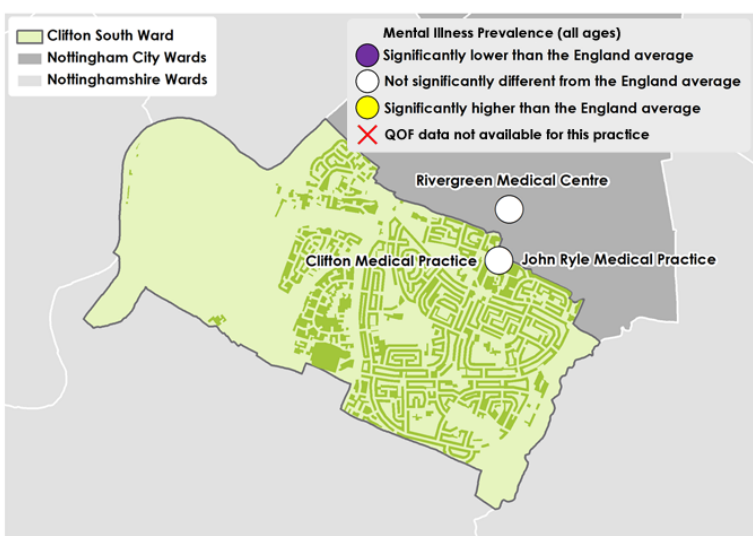 Clifton South Ward
Nottingham City Wards
Nottinghamshire Wards
Mental Illness Prevalence (all ages)
Significantly lower than the England average
Not significantly different from the England average
Significantly higher than the England average
QOF data not available for this practice
Rivergreen Medical Centre
Clifton Medical Practice
John Ryle Medical Practice